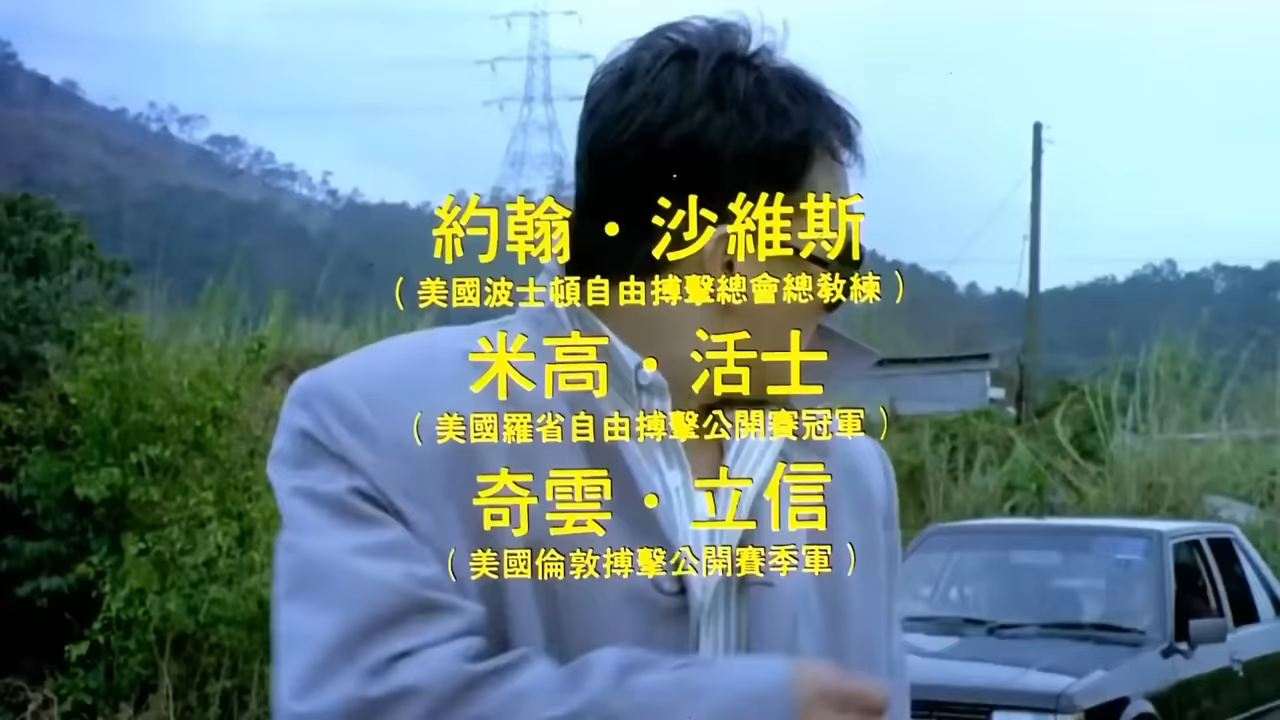 約翰・沙維斯
（美國波士頓自由搏擊總會總教練）
米高・活士
（美國羅省自由搏擊公開賽冠軍）
奇雲・立信
（美國倫敦搏擊公開賽季軍）